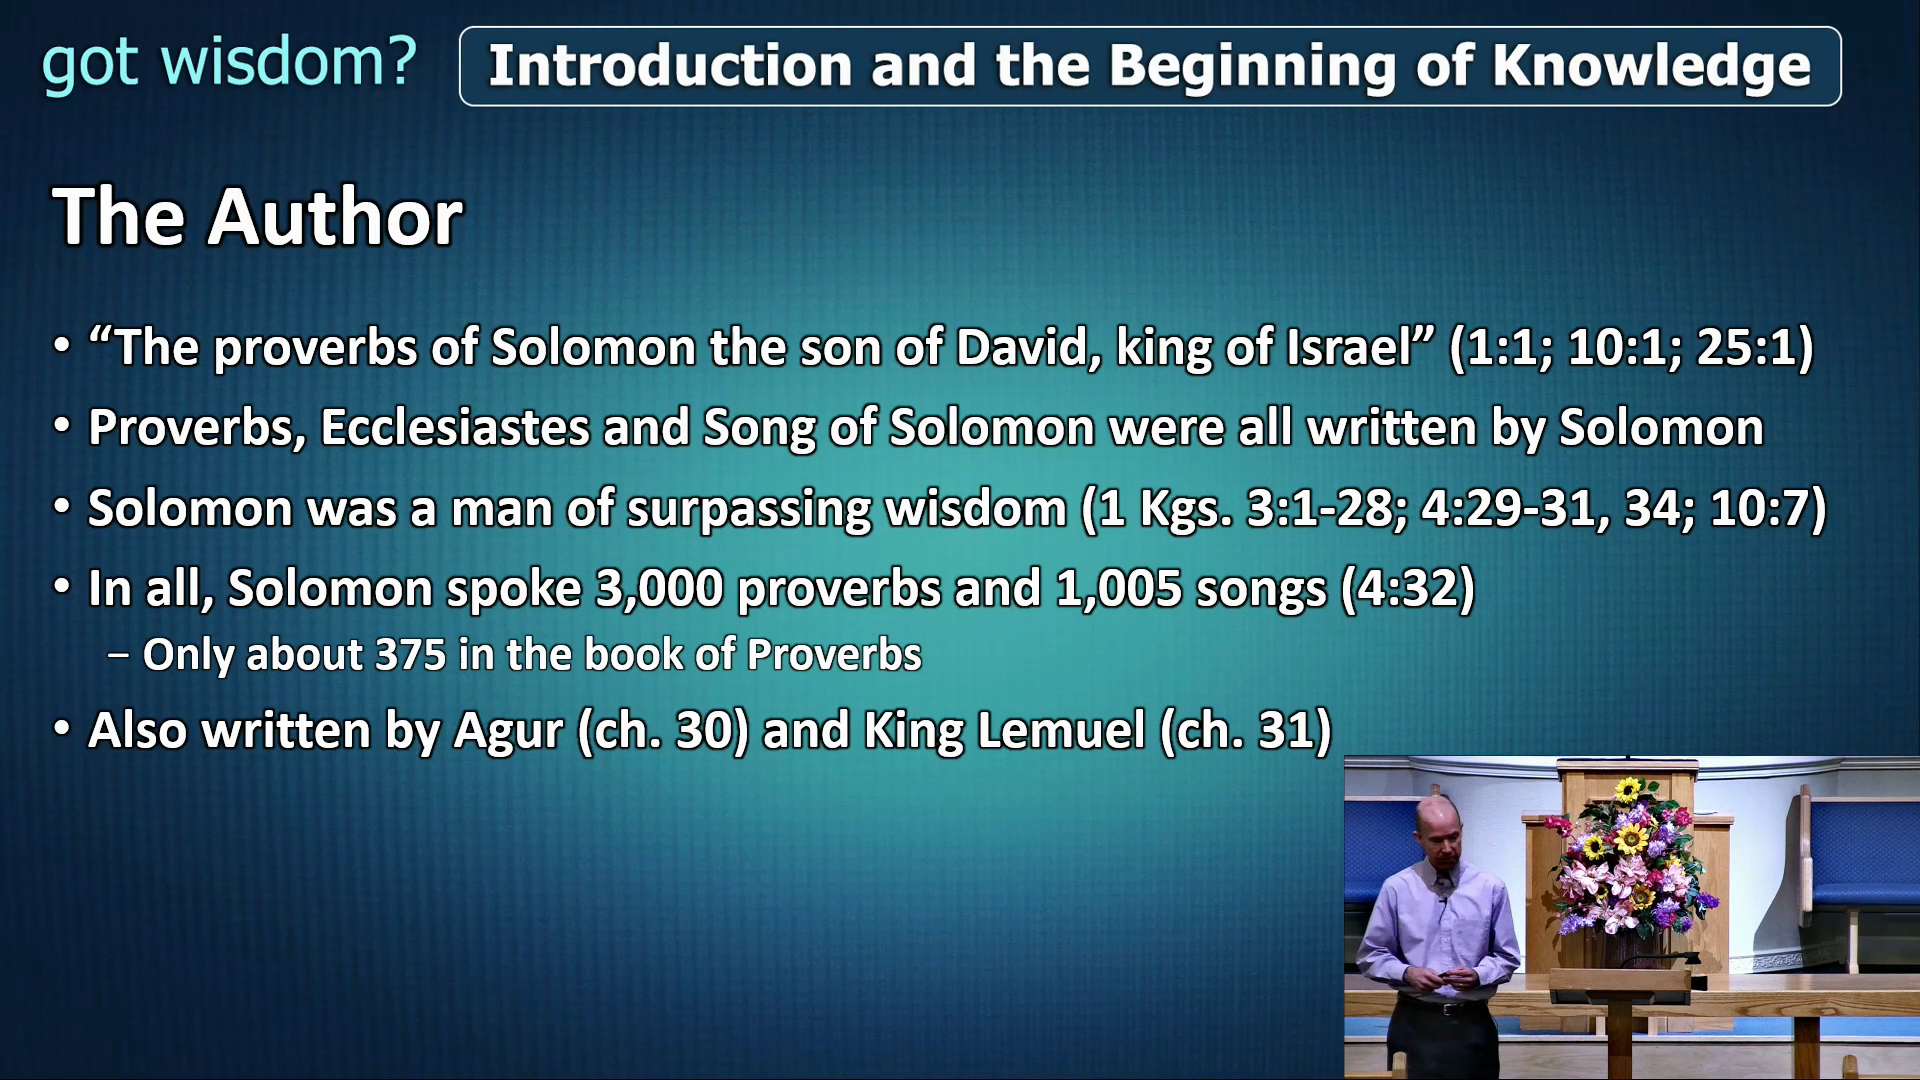 got wisdom? Introduction and the Beginning of Knowledge
The Author
• “The proverbs of Solomon the son of David, king of Israel” (1:1; 10:1; 25:1)
• Proverbs, Ecclesiastes and Song of Solomon were all written by Solomon
• Solomon was a man of surpassing wisdom (1 Kgs. 3:1-28; 4:29-31, 34; 10:7)
• In all, Solomon spoke 3,000 proverbs and 1,005 songs (4:32)
– Only about 375 in the book of Proverbs
• Also written by Agur (ch. 30) and King Lemuel (ch. 31)